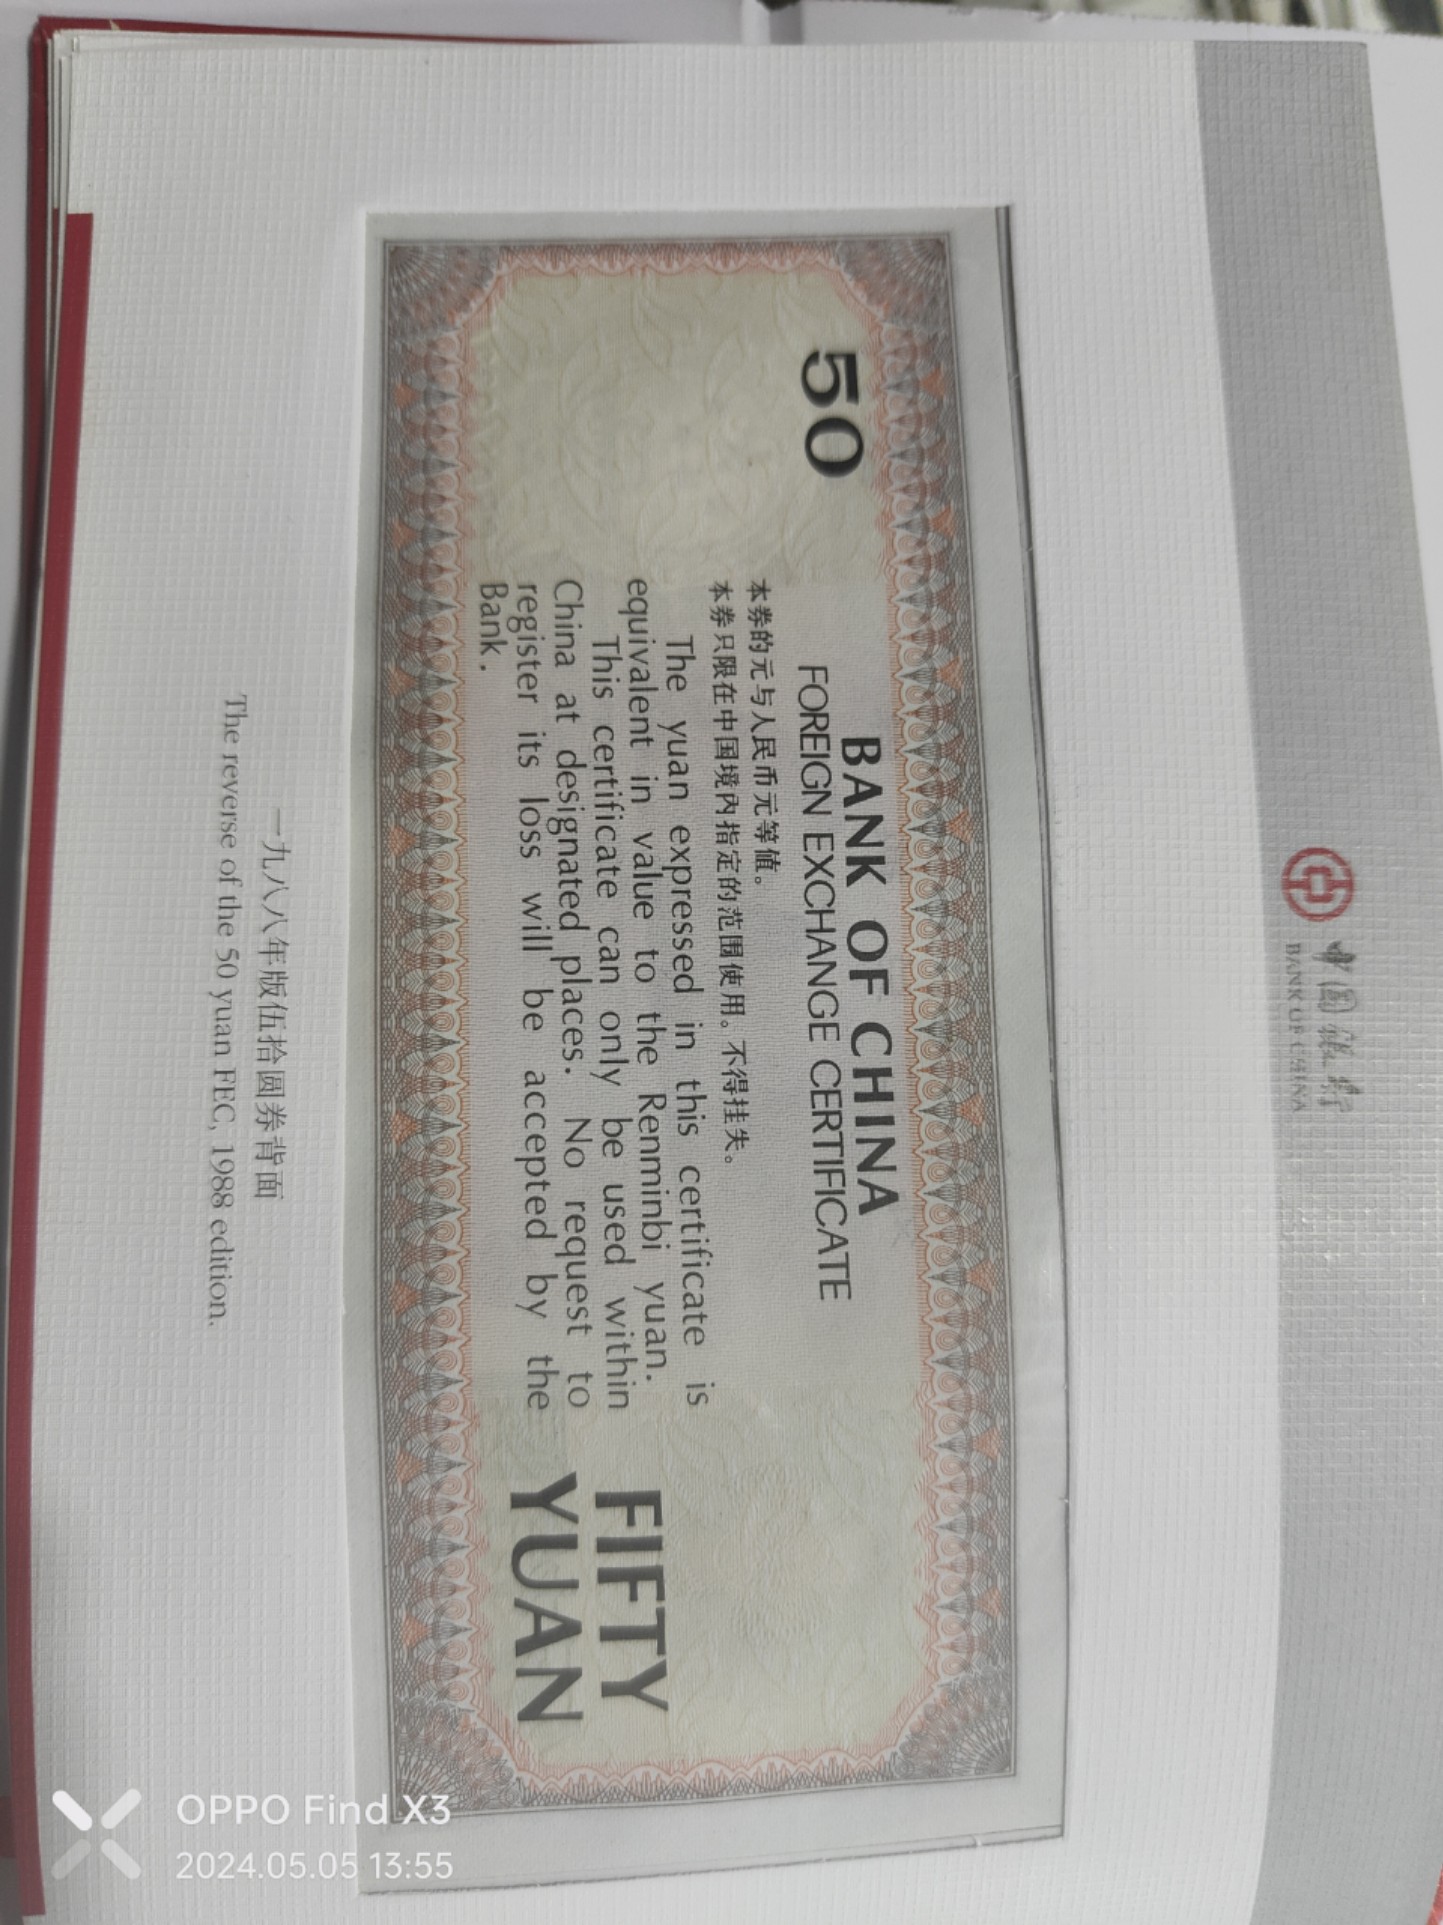 中国银行
BANK OF CHINA
50
BANK OF CHINA
FOREIGN EXCHANGE CERTIFICATE
本券的元与人民币元等值。
本券只限在中国境内指定的范围使用。不得挂失。
The yuan expressed in this certificate is
equivalent in value to the Renminbi yuan.
This certificate can only be used within
China at designated places. No request to
register its loss will be accepted by the
Bank.
FIFTY
YUAN
一九八八年版伍拾圆券背面
The reverse of the 50 yuan FEC, 1988 edition.
OPPO Find X3
2024.05.05 13:55